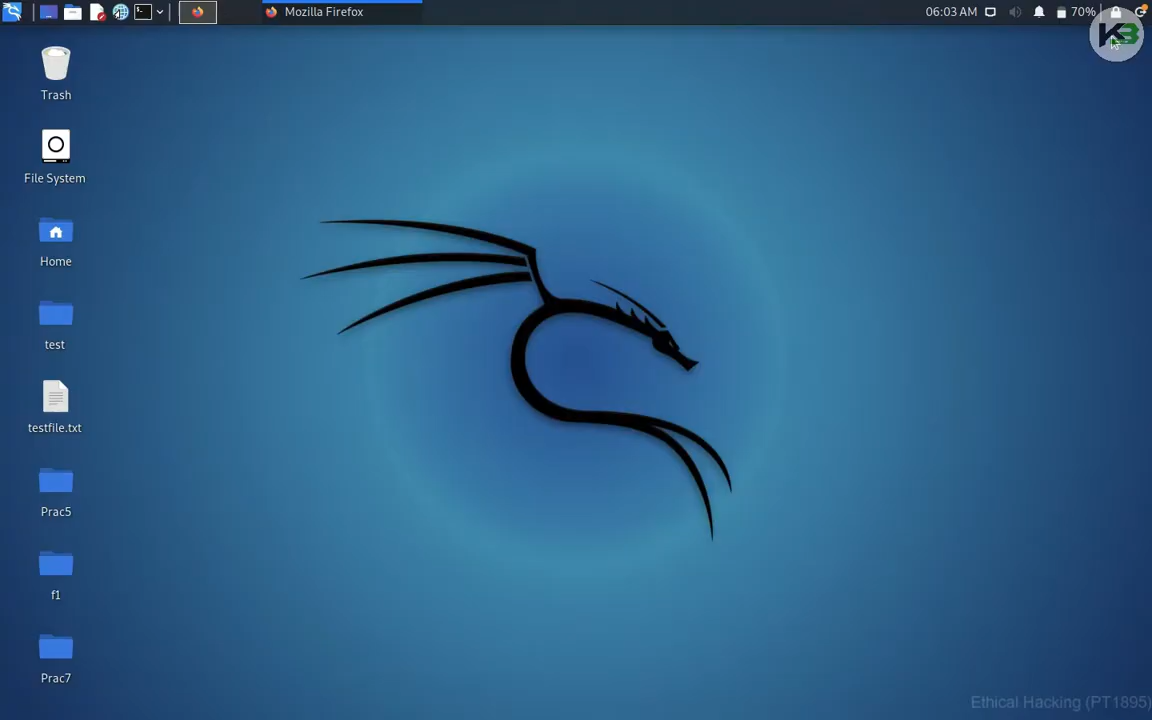 Mozilla Firefox
06:03 AM
70%
K3
Trash
File System
Home
test
testfile.txt
Prac5
f1
Prac7
Ethical Hacking (PT1895)